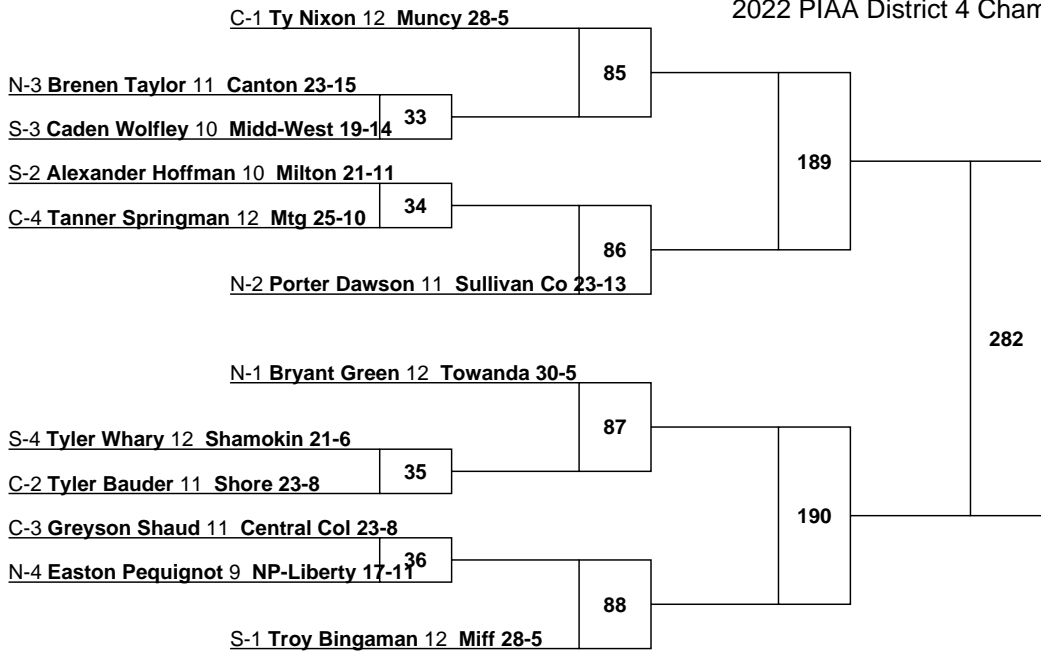 2022 PIAA District 4 Cham
C-1 Ty Nixon 12 Muncy 28-5
85
N-3 Brenen Taylor 11 Canton 23-15
33
S-3 Caden Wolfley 10 Midd-West 19-14
189
S-2 Alexander Hoffman 10 Milton 21-11
34
C-4 Tanner Springman 12 Mtg 25-10
86
N-2 Porter Dawson 11 Sullivan Co 23-13
282
N-1 Bryant Green 12 Towanda 30-5
87
S-4 Tyler Whary 12 Shamokin 21-6
35
C-2 Tyler Bauder 11 Shore 23-8
190
C-3 Greyson Shaud 11 Central Col 23-8
36
N-4 Easton Pequignot 9 NP-Liberty 17-11
88
S-1 Troy Bingaman 12 Miff 28-5